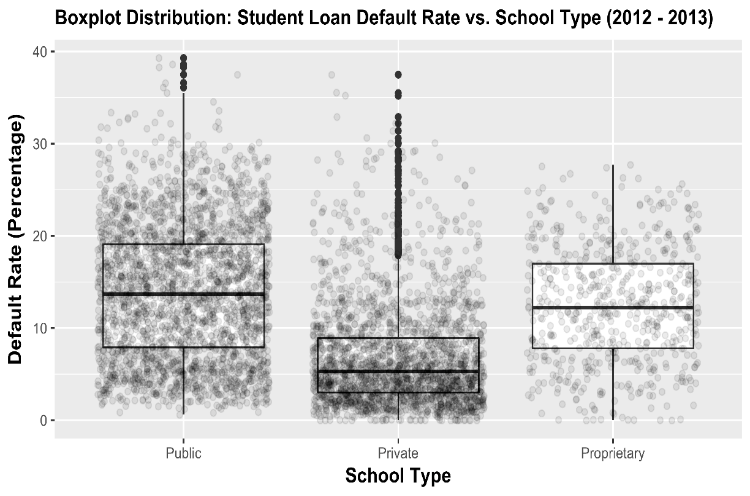 Boxplot Distribution: Student Loan Default Rate vs. School Type (2012 - 2013)
Default Rate (Percentage)
40
30
20
10
0
Public Private Proprietary
School Type